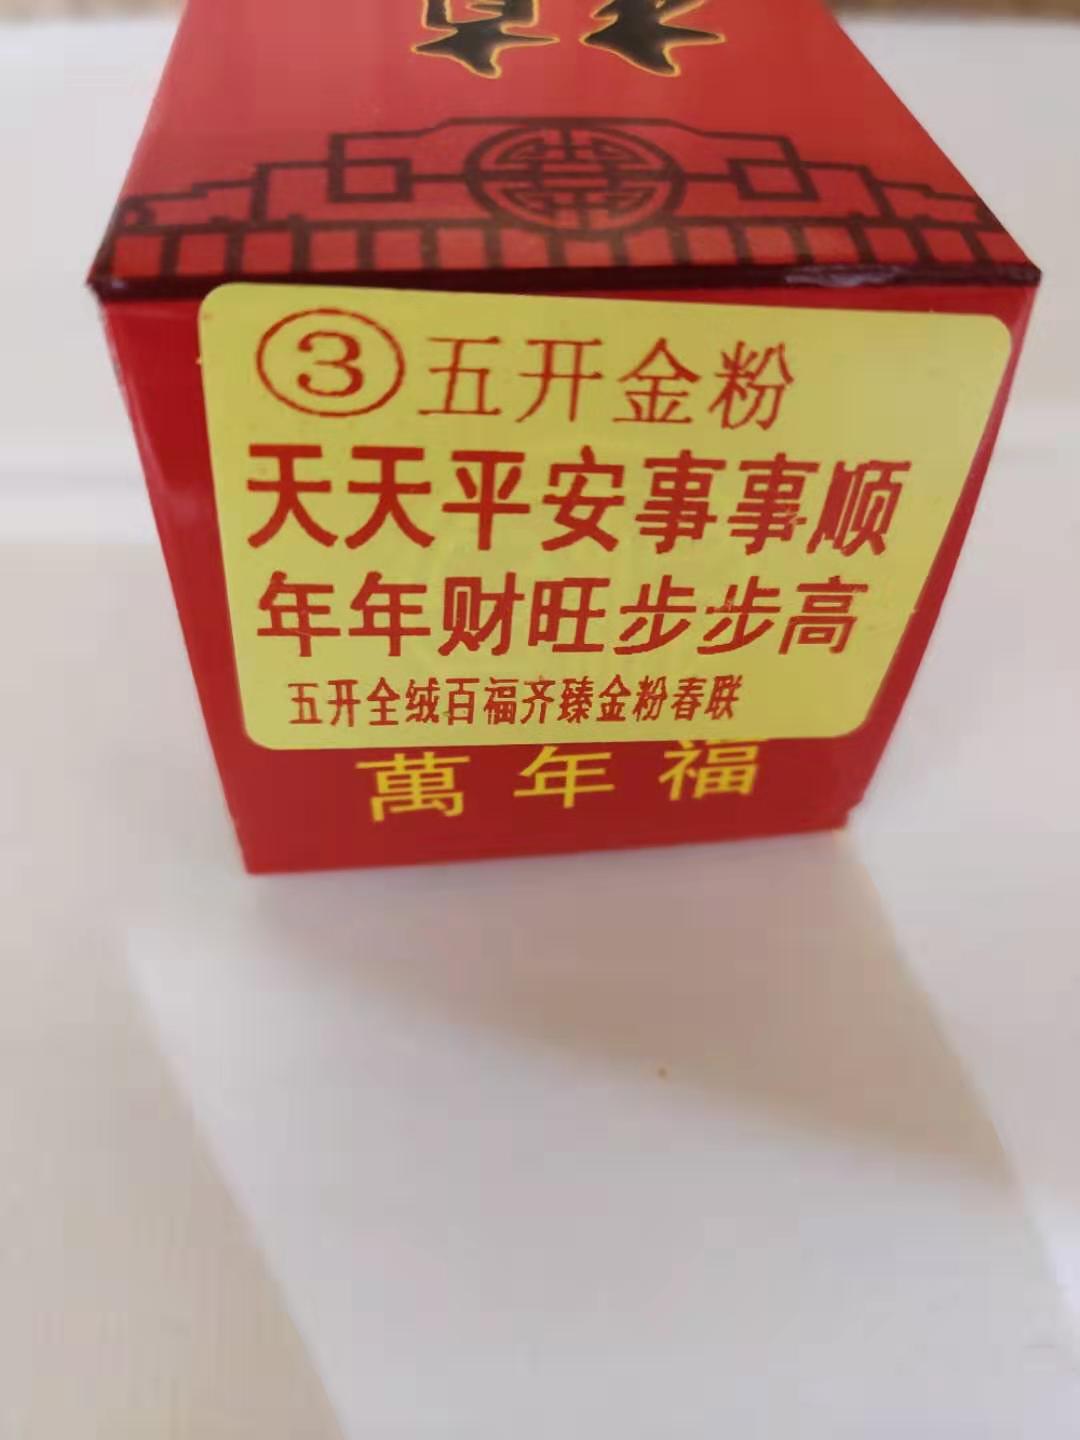 ③五开金粉
天天平安事事顺
年年财旺步步高
五开全绒百福齐臻金粉春联
萬年福